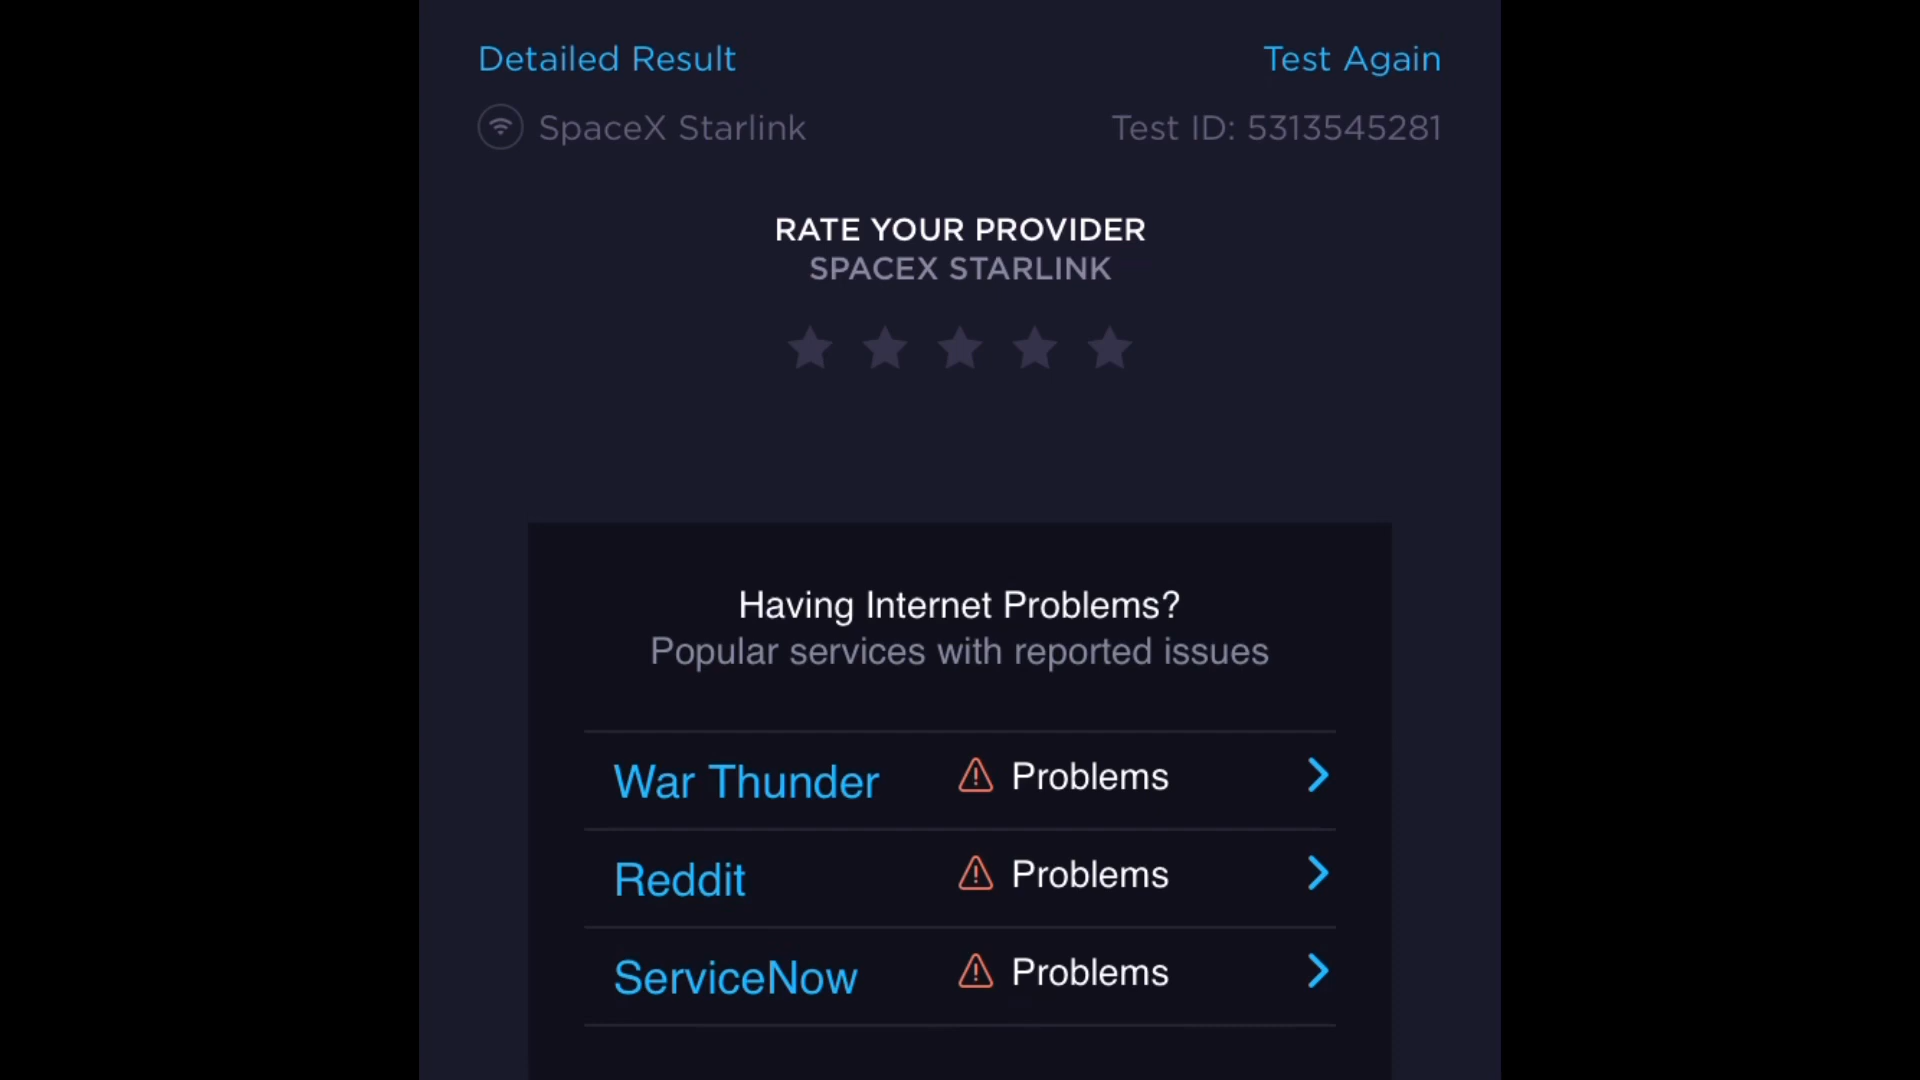 Detailed Result
Test Again
SpaceX Starlink
Test ID: 5313545281
RATE YOUR PROVIDER
SPACEX STARLINK
Having Internet Problems?
Popular services with reported issues
War Thunder Problems
Reddit Problems
ServiceNow Problems